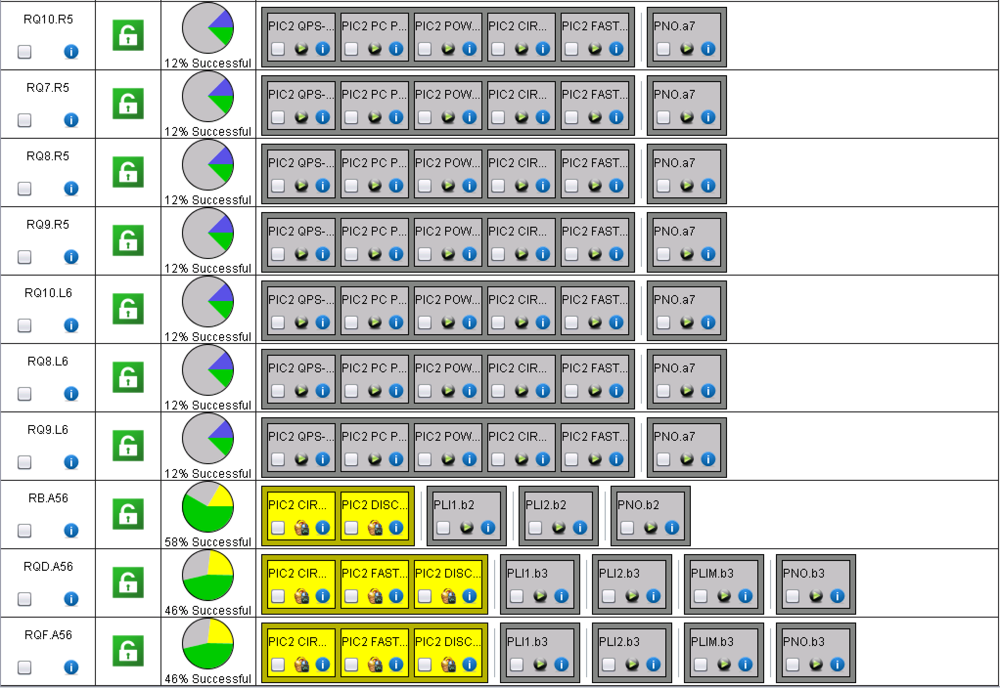 RQ10.R5
12% Successful
PIC2 QPS-... PIC2 PC P... PIC2 POW... PIC2 CIR... PIC2 FAST... PNO.a7
RQ7.R5
12% Successful
PIC2 QPS-... PIC2 PC P... PIC2 POW... PIC2 CIR... PIC2 FAST... PNO.a7
RQ8.R5
12% Successful
PIC2 QPS-... PIC2 PC P... PIC2 POW... PIC2 CIR... PIC2 FAST... PNO.a7
RQ9.R5
12% Successful
PIC2 QPS-... PIC2 PC P... PIC2 POW... PIC2 CIR... PIC2 FAST... PNO.a7
RQ10.L6
12% Successful
PIC2 QPS-... PIC2 PC P... PIC2 POW... PIC2 CIR... PIC2 FAST... PNO.a7
RQ8.L6
12% Successful
PIC2 QPS-... PIC2 PC P... PIC2 POW... PIC2 CIR... PIC2 FAST... PNO.a7
RQ9.L6
12% Successful
PIC2 QPS-... PIC2 PC P... PIC2 POW... PIC2 CIR... PIC2 FAST... PNO.a7
RB.A56
58% Successful
PIC2 CIR... PIC2 DISC... PLI1.b2 PLI2.b2 PNO.b2
RQD.A56
46% Successful
PIC2 CIR... PIC2 FAST... PIC2 DISC... PLI1.b3 PLI2.b3 PLIM.b3 PNO.b3
RQF.A56
46% Successful
PIC2 CIR... PIC2 FAST... PIC2 DISC... PLI1.b3 PLI2.b3 PLIM.b3 PNO.b3